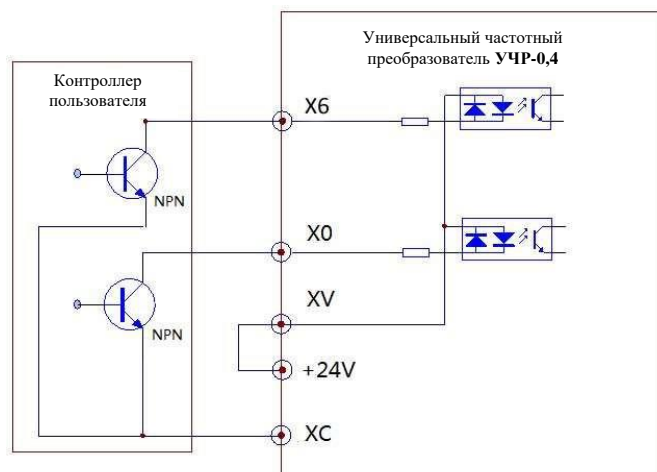 Универсальный частотный
преобразователь УЧР-0,4
Контроллер
пользователя
X6
NPN
X0
XV
NPN
+24V
XC